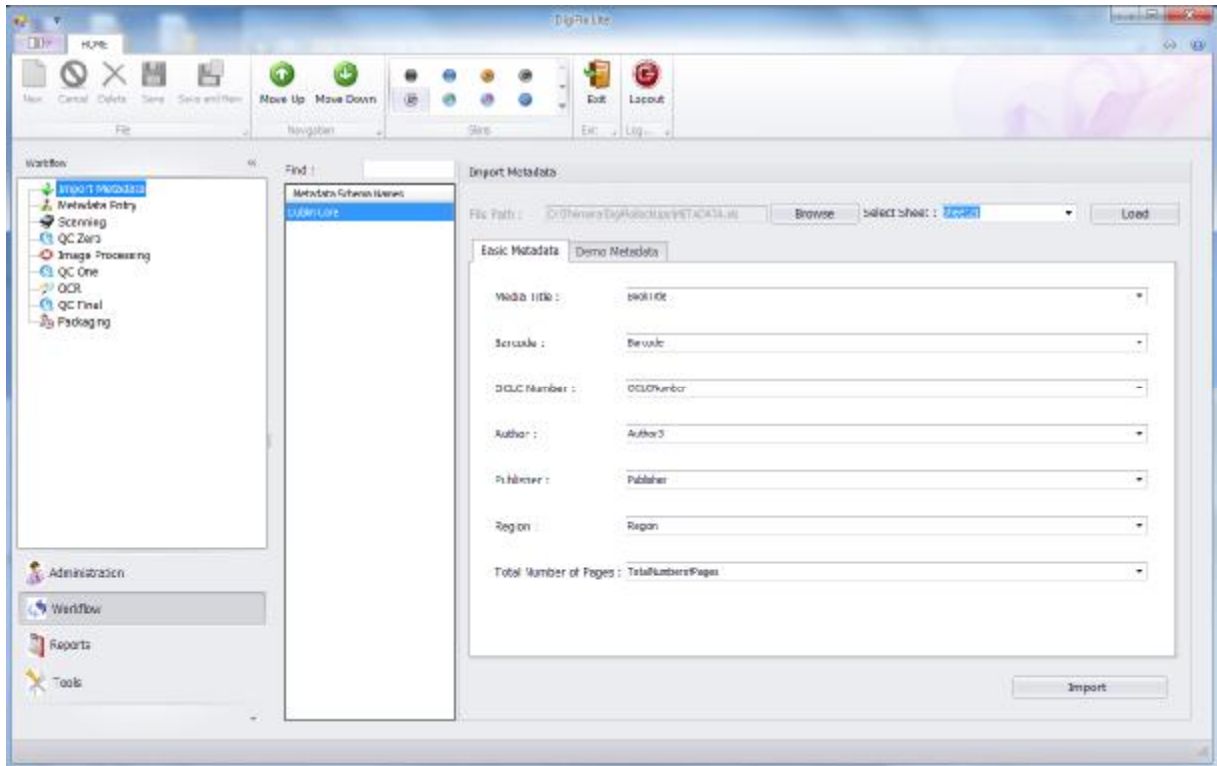 DigiFlo Lite
HOME
New Cancel Delete Save Save and New Move Up Move Down Exit Logout
File Navigation Skins Exit Log...
Workflow
Import Metadata
Metadata Entry
Scanning
QC Zero
Image Processing
QC One
OCR
QC Final
Packaging
Administration
Workflow
Reports
Tools
Find :
Metadata Schema Names
Dublin Core
Import Metadata
File Path : Browse Select Sheet : Load
Basic Metadata Demo Metadata
Media Title : BookTitle
Barcode : Barcode
OCLC Number : OCLCNumber
Author : Author3
Publisher : Publisher
Region : Region
Total Number of Pages : TotalNumberofPages
Import